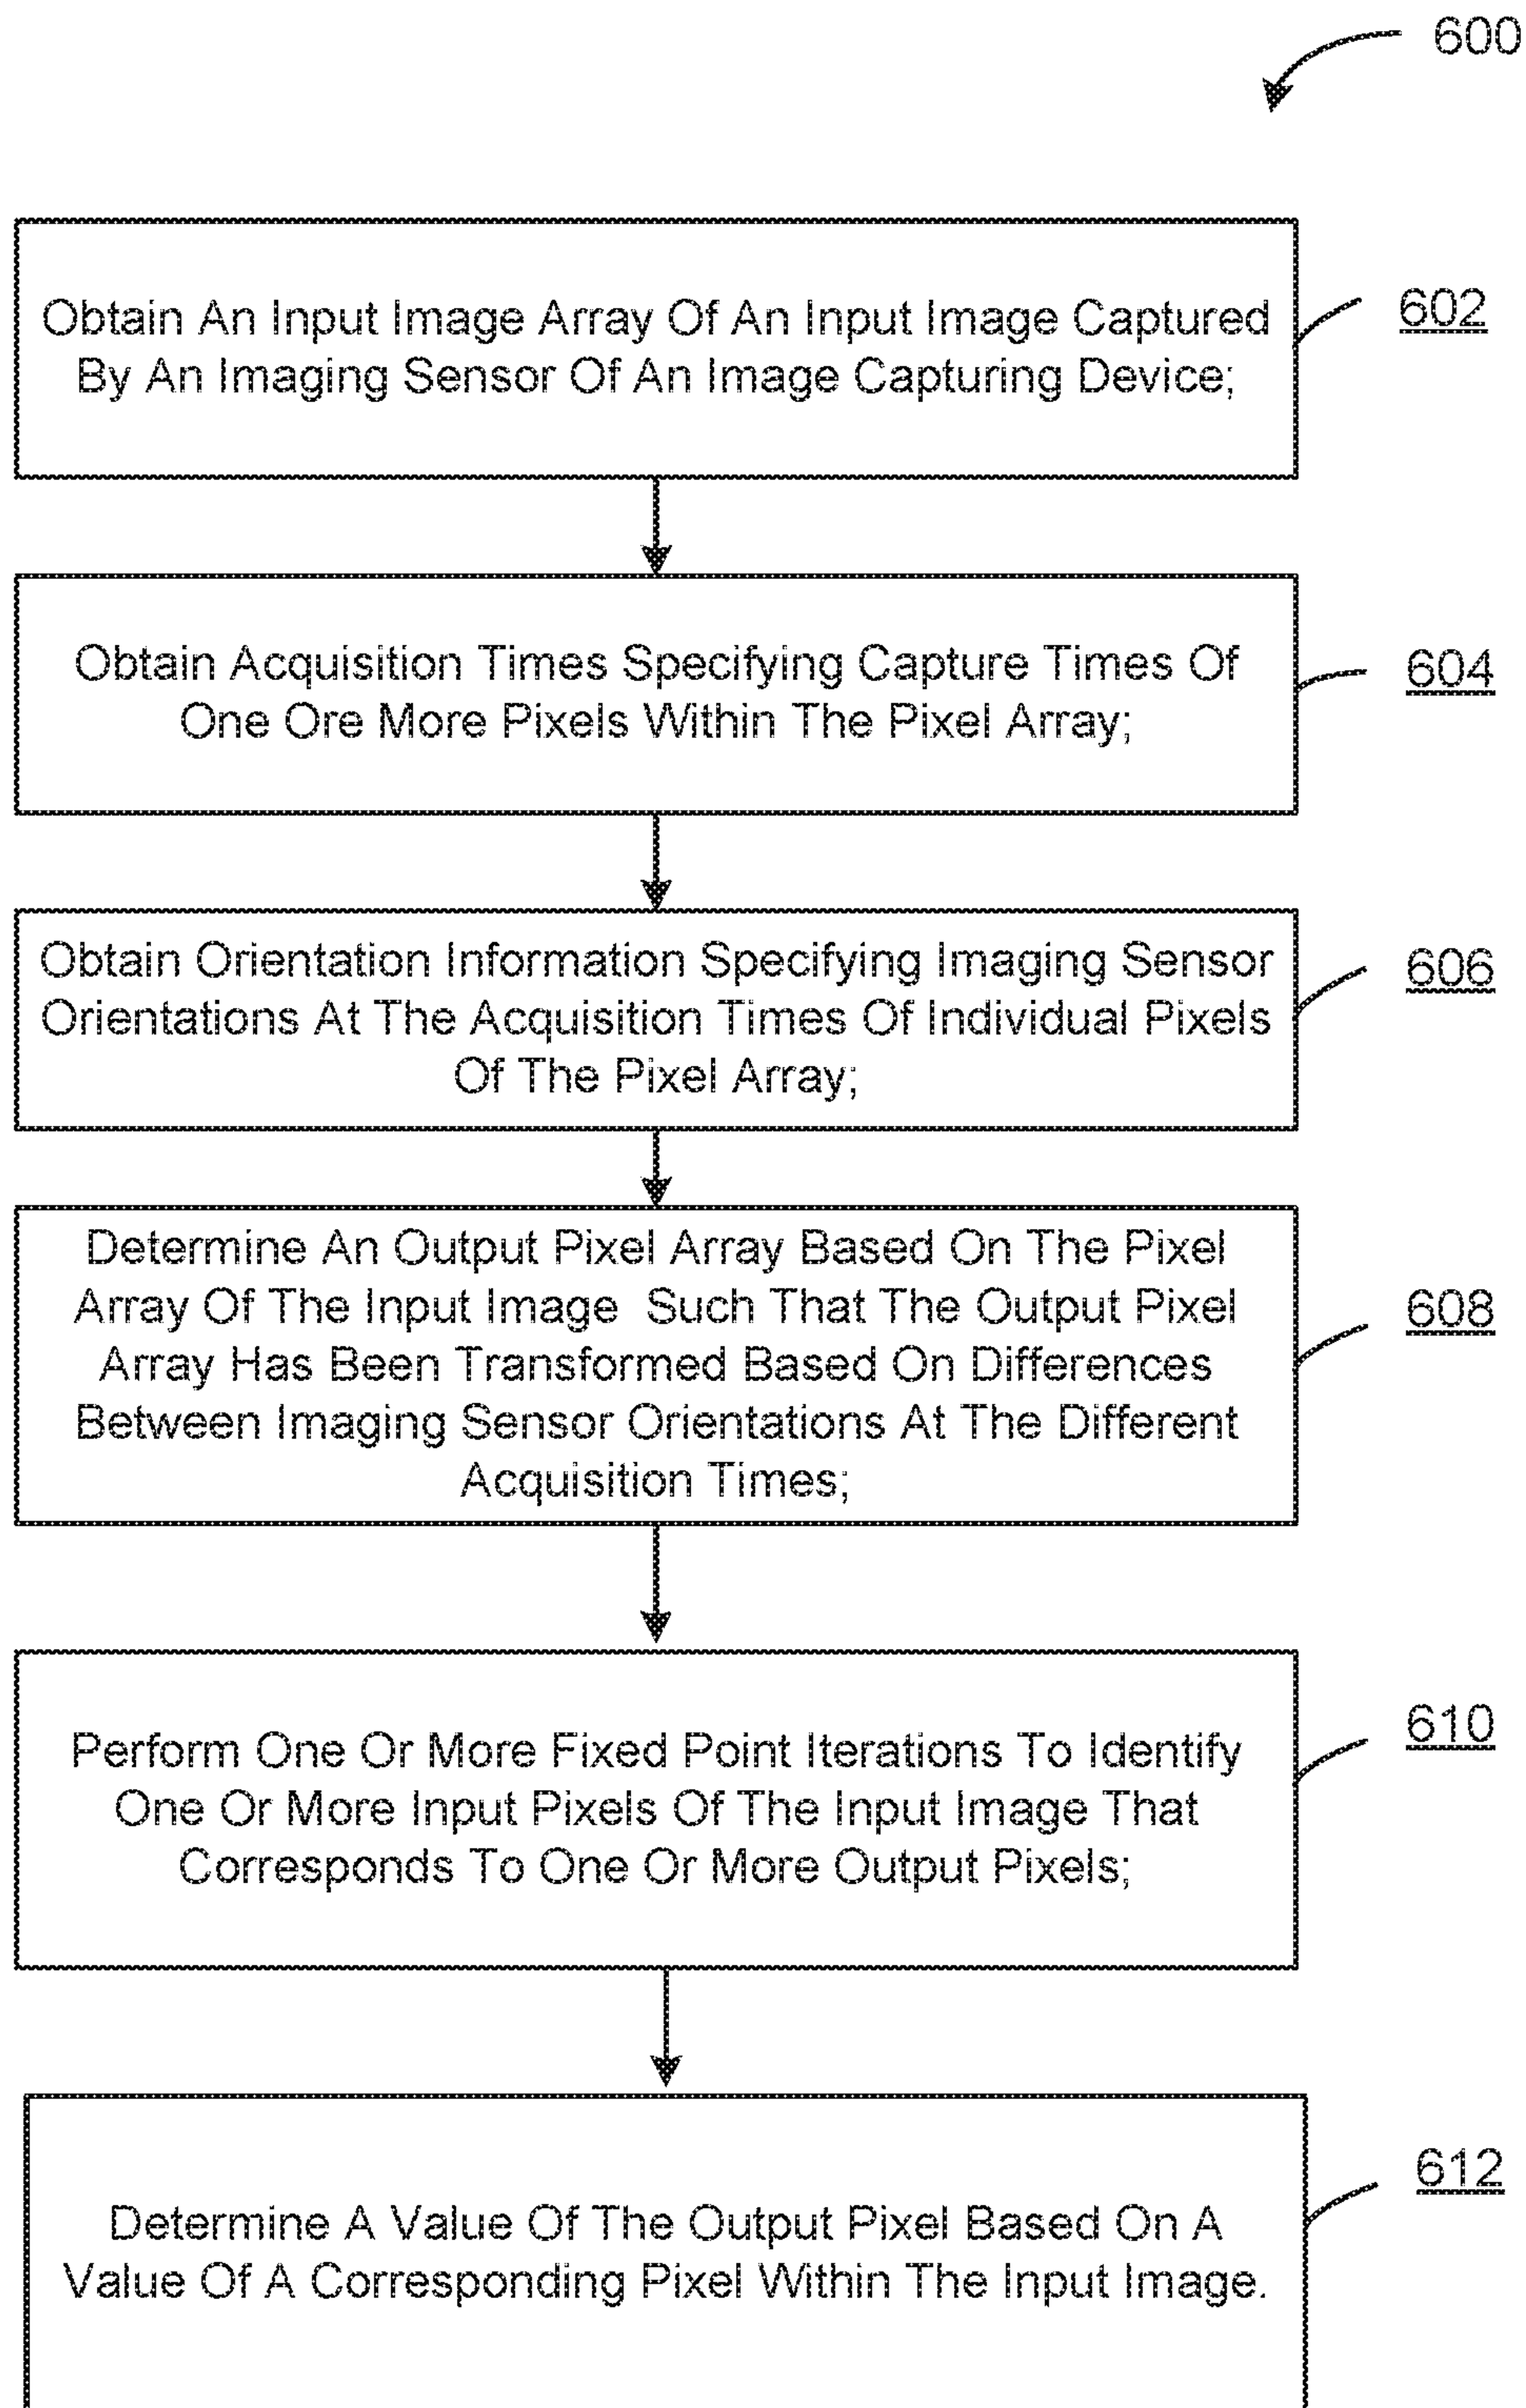 600
Obtain An Input Image Array Of An Input Image Captured
By An Imaging Sensor Of An Image Capturing Device;
602
Obtain Acquisition Times Specifying Capture Times Of
One Ore More Pixels Within The Pixel Array;
604
Obtain Orientation Information Specifying Imaging Sensor
Orientations At The Acquisition Times Of Individual Pixels
Of The Pixel Array;
606
Determine An Output Pixel Array Based On The Pixel
Array Of The Input Image Such That The Output Pixel
Array Has Been Transformed Based On Differences
Between Imaging Sensor Orientations At The Different
Acquisition Times;
608
Perform One Or More Fixed Point Iterations To Identify
One Or More Input Pixels Of The Input Image That
Corresponds To One Or More Output Pixels;
610
Determine A Value Of The Output Pixel Based On A
Value Of A Corresponding Pixel Within The Input Image.
612